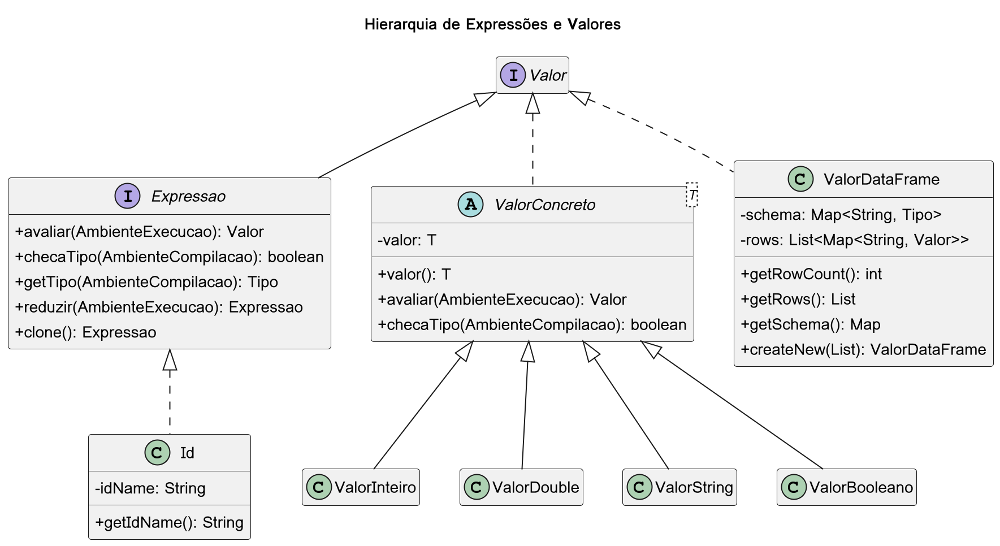 Hierarquia de Expressões e Valores
I Valor
I Expressao
+avaliar(AmbienteExecucao): Valor
+checaTipo(AmbienteCompilacao): boolean
+getTipo(AmbienteCompilacao): Tipo
+reduzir(AmbienteExecucao): Expressao
+clone(): Expressao
A ValorConcreto
T
-valor: T
+valor(): T
+avaliar(AmbienteExecucao): Valor
+checaTipo(AmbienteCompilacao): boolean
C ValorDataFrame
-schema: Map<String, Tipo>
-rows: List<Map<String, Valor>>
+getRowCount(): int
+getRows(): List
+getSchema(): Map
+createNew(List): ValorDataFrame
C Id
-idName: String
+getIdName(): String
C ValorInteiro
C ValorDouble
C ValorString
C ValorBooleano